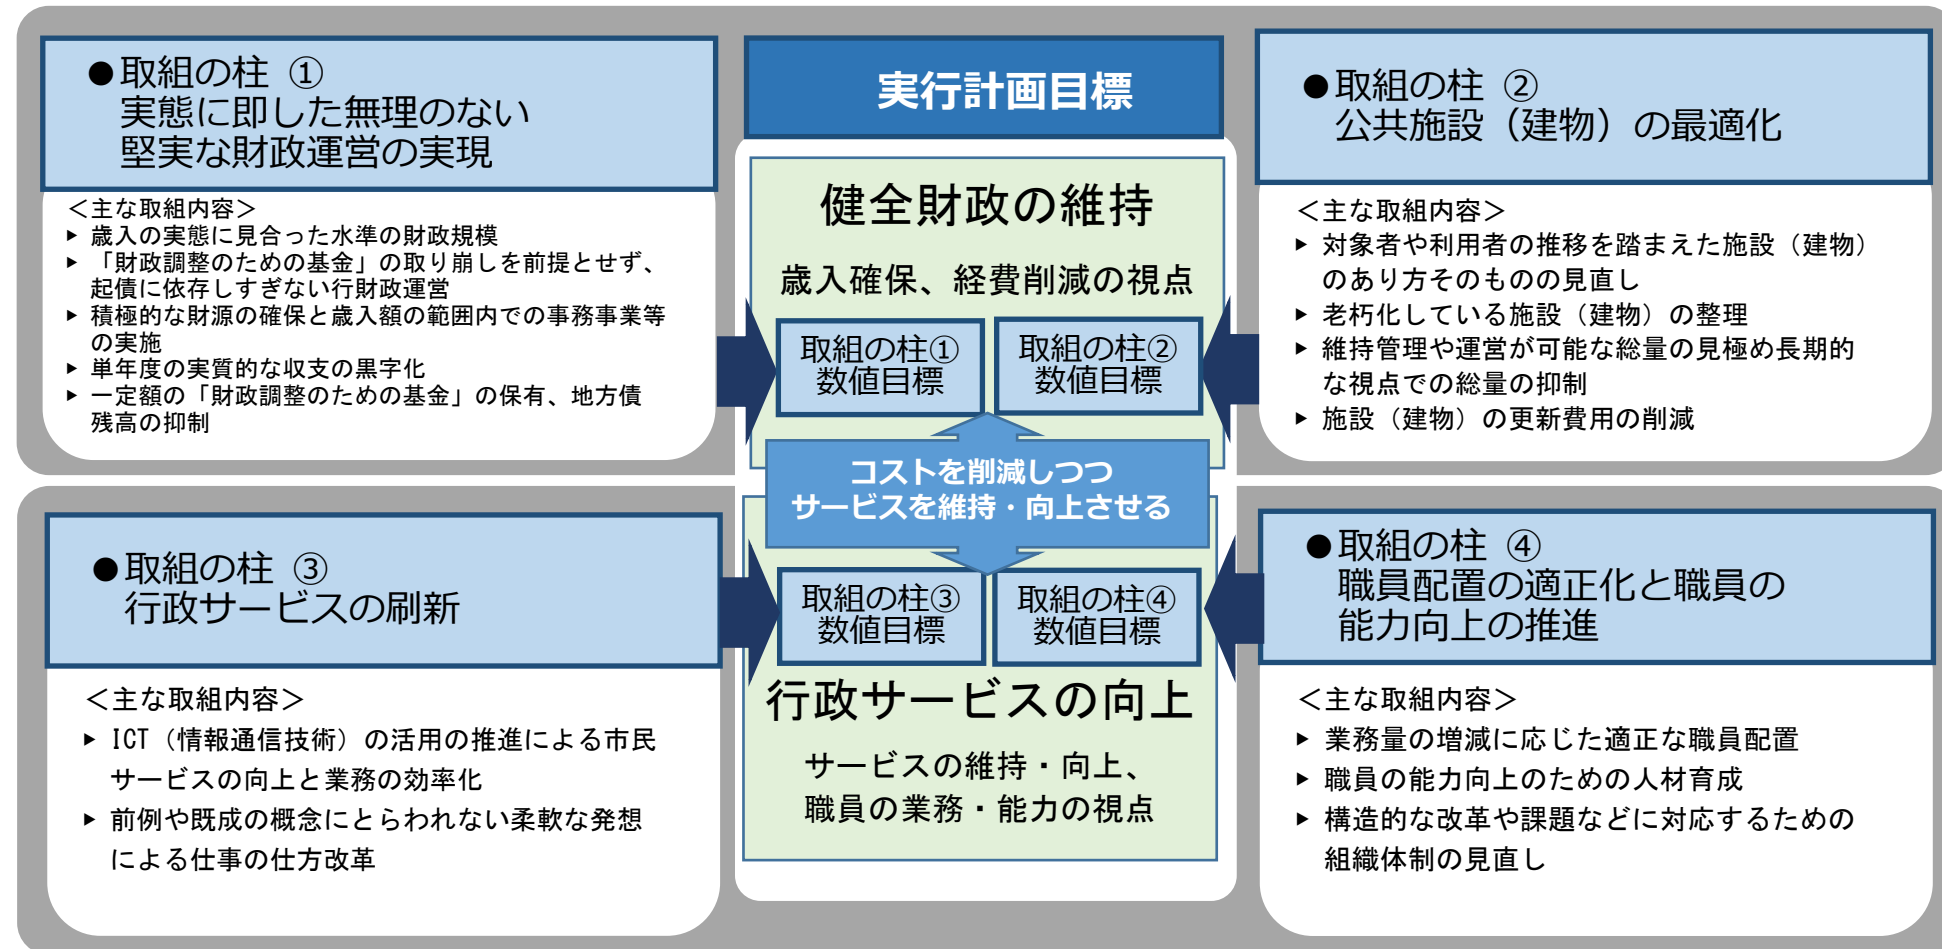 ●取組の柱 ①
実態に即した無理のない
堅実な財政運営の実現
＜主な取組内容＞
▶ 歳入の実態に見合った水準の財政規模
▶ 「財政調整のための基金」の取り崩しを前提とせず、
起債に依存しすぎない行財政運営
▶ 積極的な財源の確保と歳入額の範囲内での事務事業等
の実施
▶ 単年度の実質的な収支の黒字化
▶ 一定額の「財政調整のための基金」の保有、地方債
残高の抑制
実行計画目標
健全財政の維持
歳入確保、経費削減の視点
取組の柱①
数値目標
取組の柱②
数値目標
コストを削減しつつ
サービスを維持・向上させる
取組の柱③
数値目標
取組の柱④
数値目標
行政サービスの向上
サービスの維持・向上、
職員の業務・能力の視点
●取組の柱 ②
公共施設（建物）の最適化
＜主な取組内容＞
▶ 対象者や利用者の推移を踏まえた施設（建物）
のあり方そのものの見直し
▶ 老朽化している施設（建物）の整理
▶ 維持管理や運営が可能な総量の見極め長期的
な視点での総量の抑制
▶ 施設（建物）の更新費用の削減
●取組の柱 ③
行政サービスの刷新
＜主な取組内容＞
▶ ICT（情報通信技術）の活用の推進による市民
サービスの向上と業務の効率化
▶ 前例や既成の概念にとらわれない柔軟な発想
による仕事の仕方改革
●取組の柱 ④
職員配置の適正化と職員の
能力向上の推進
＜主な取組内容＞
▶ 業務量の増減に応じた適正な職員配置
▶ 職員の能力向上のための人材育成
▶ 構造的な改革や課題などに対応するための
組織体制の見直し